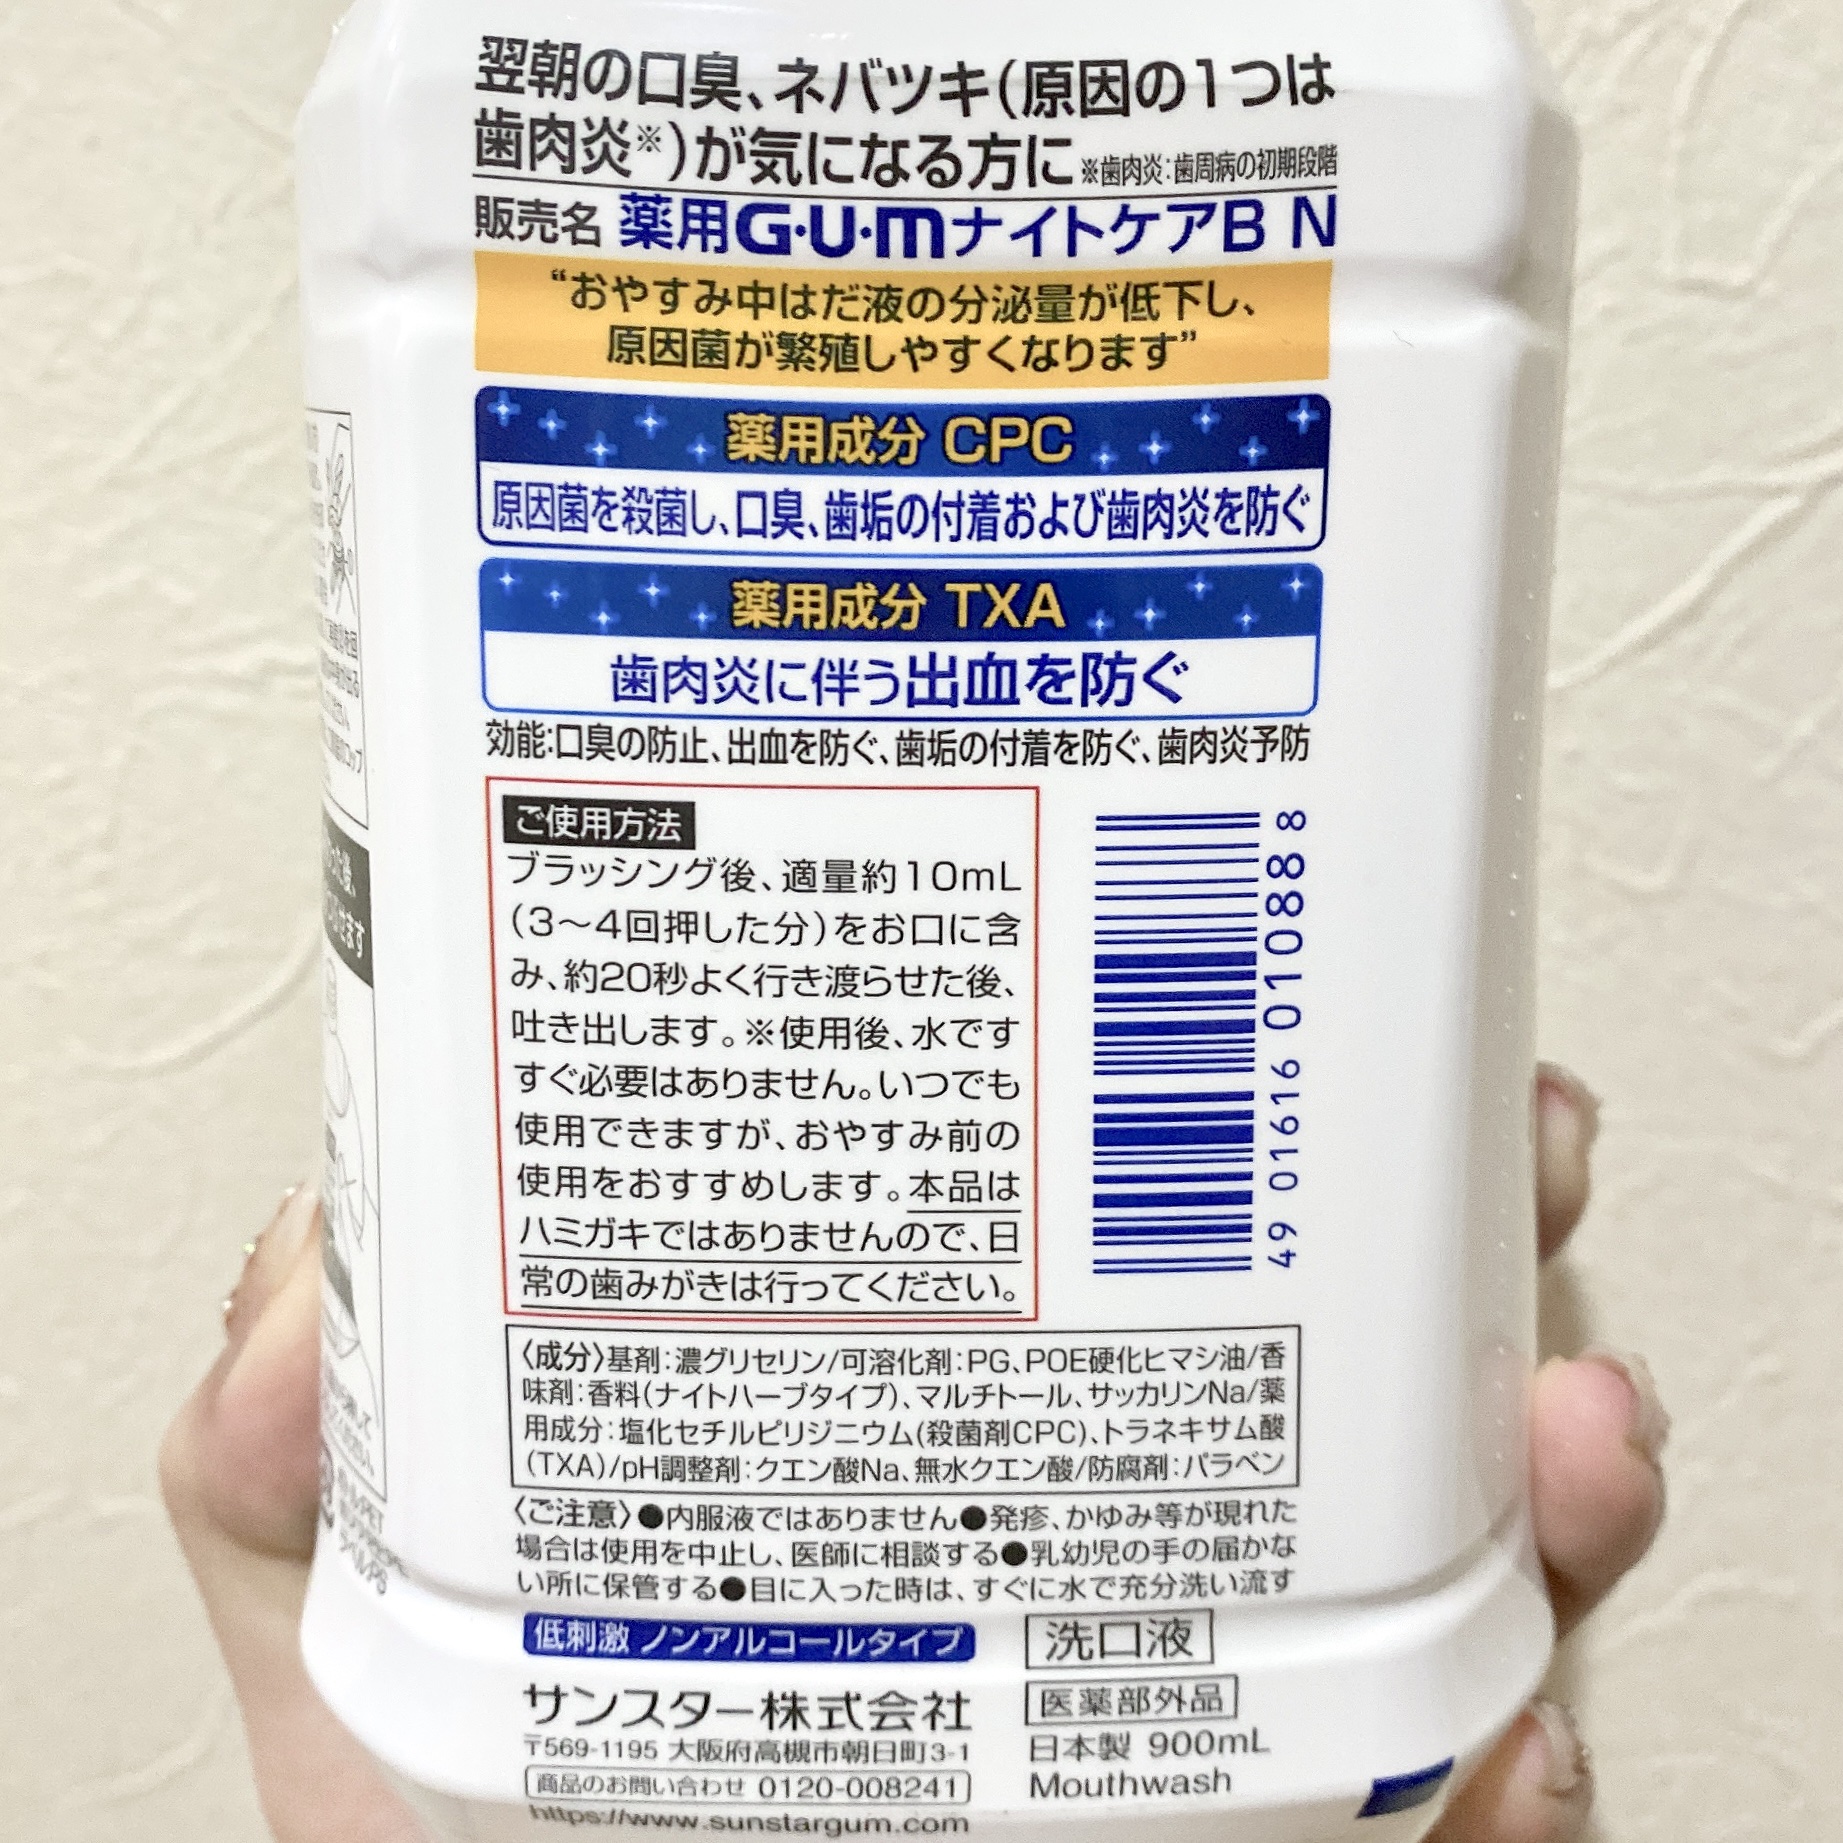 翌朝の口臭、ネバツキ(原因の1つは
歯肉炎※)が気になる方に ※歯肉炎:歯周病の初期段階
販売名 薬用G・U・mナイトケアB N
“おやすみ中はだ液の分泌量が低下し、
原因菌が繁殖しやすくなります”
薬用成分 CPC
原因菌を殺菌し、口臭、歯垢の付着および歯肉炎を防ぐ
薬用成分 TXA
歯肉炎に伴う出血を防ぐ
効能:口臭の防止、出血を防ぐ、歯垢の付着を防ぐ、歯肉炎予防
ご使用方法
ブラッシング後、適量約10mL
(3〜4回押した分)をお口に含
み、約20秒よく行き渡らせた後、
吐き出します。※使用後、水です
すぐ必要はありません。いつでも
使用できますが、おやすみ前の
使用をおすすめします。本品は
ハミガキではありませんので、日
常の歯みがきは行ってください。
49 01616 010888
〈成分〉基剤:濃グリセリン/可溶化剤:PG、POE硬化ヒマシ油/香
味剤:香料(ナイトハーブタイプ)、マルチトール、サッカリンNa/薬
用成分:塩化セチルピリジニウム(殺菌剤CPC)、トラネキサム酸
(TXA)/pH調整剤:クエン酸Na、無水クエン酸/防腐剤:パラベン
〈ご注意〉●内服液ではありません●発疹、かゆみ等が現れた
場合は使用を中止し、医師に相談する●乳幼児の手の届かな
い所に保管する●目に入った時は、すぐに水で充分洗い流す
低刺激 ノンアルコールタイプ
洗口液
サンスター株式会社
医薬部外品
〒569-1195 大阪府高槻市朝日町3-1
日本製 900mL
商品のお問い合わせ 0120-008241
Mouthwash
https://www.sunstargum.com